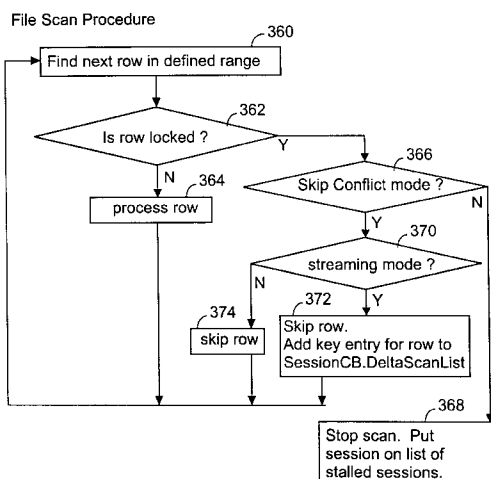 File Scan Procedure
360
Find next row in defined range
362
Is row locked ?
Y
N
364
process row
366
Skip Conflict mode ?
N
Y
370
streaming mode ?
N
Y
374
skip row
372
Skip row.
Add key entry for row to
SessionCB.DeltaScanList
368
Stop scan. Put
session on list of
stalled sessions.